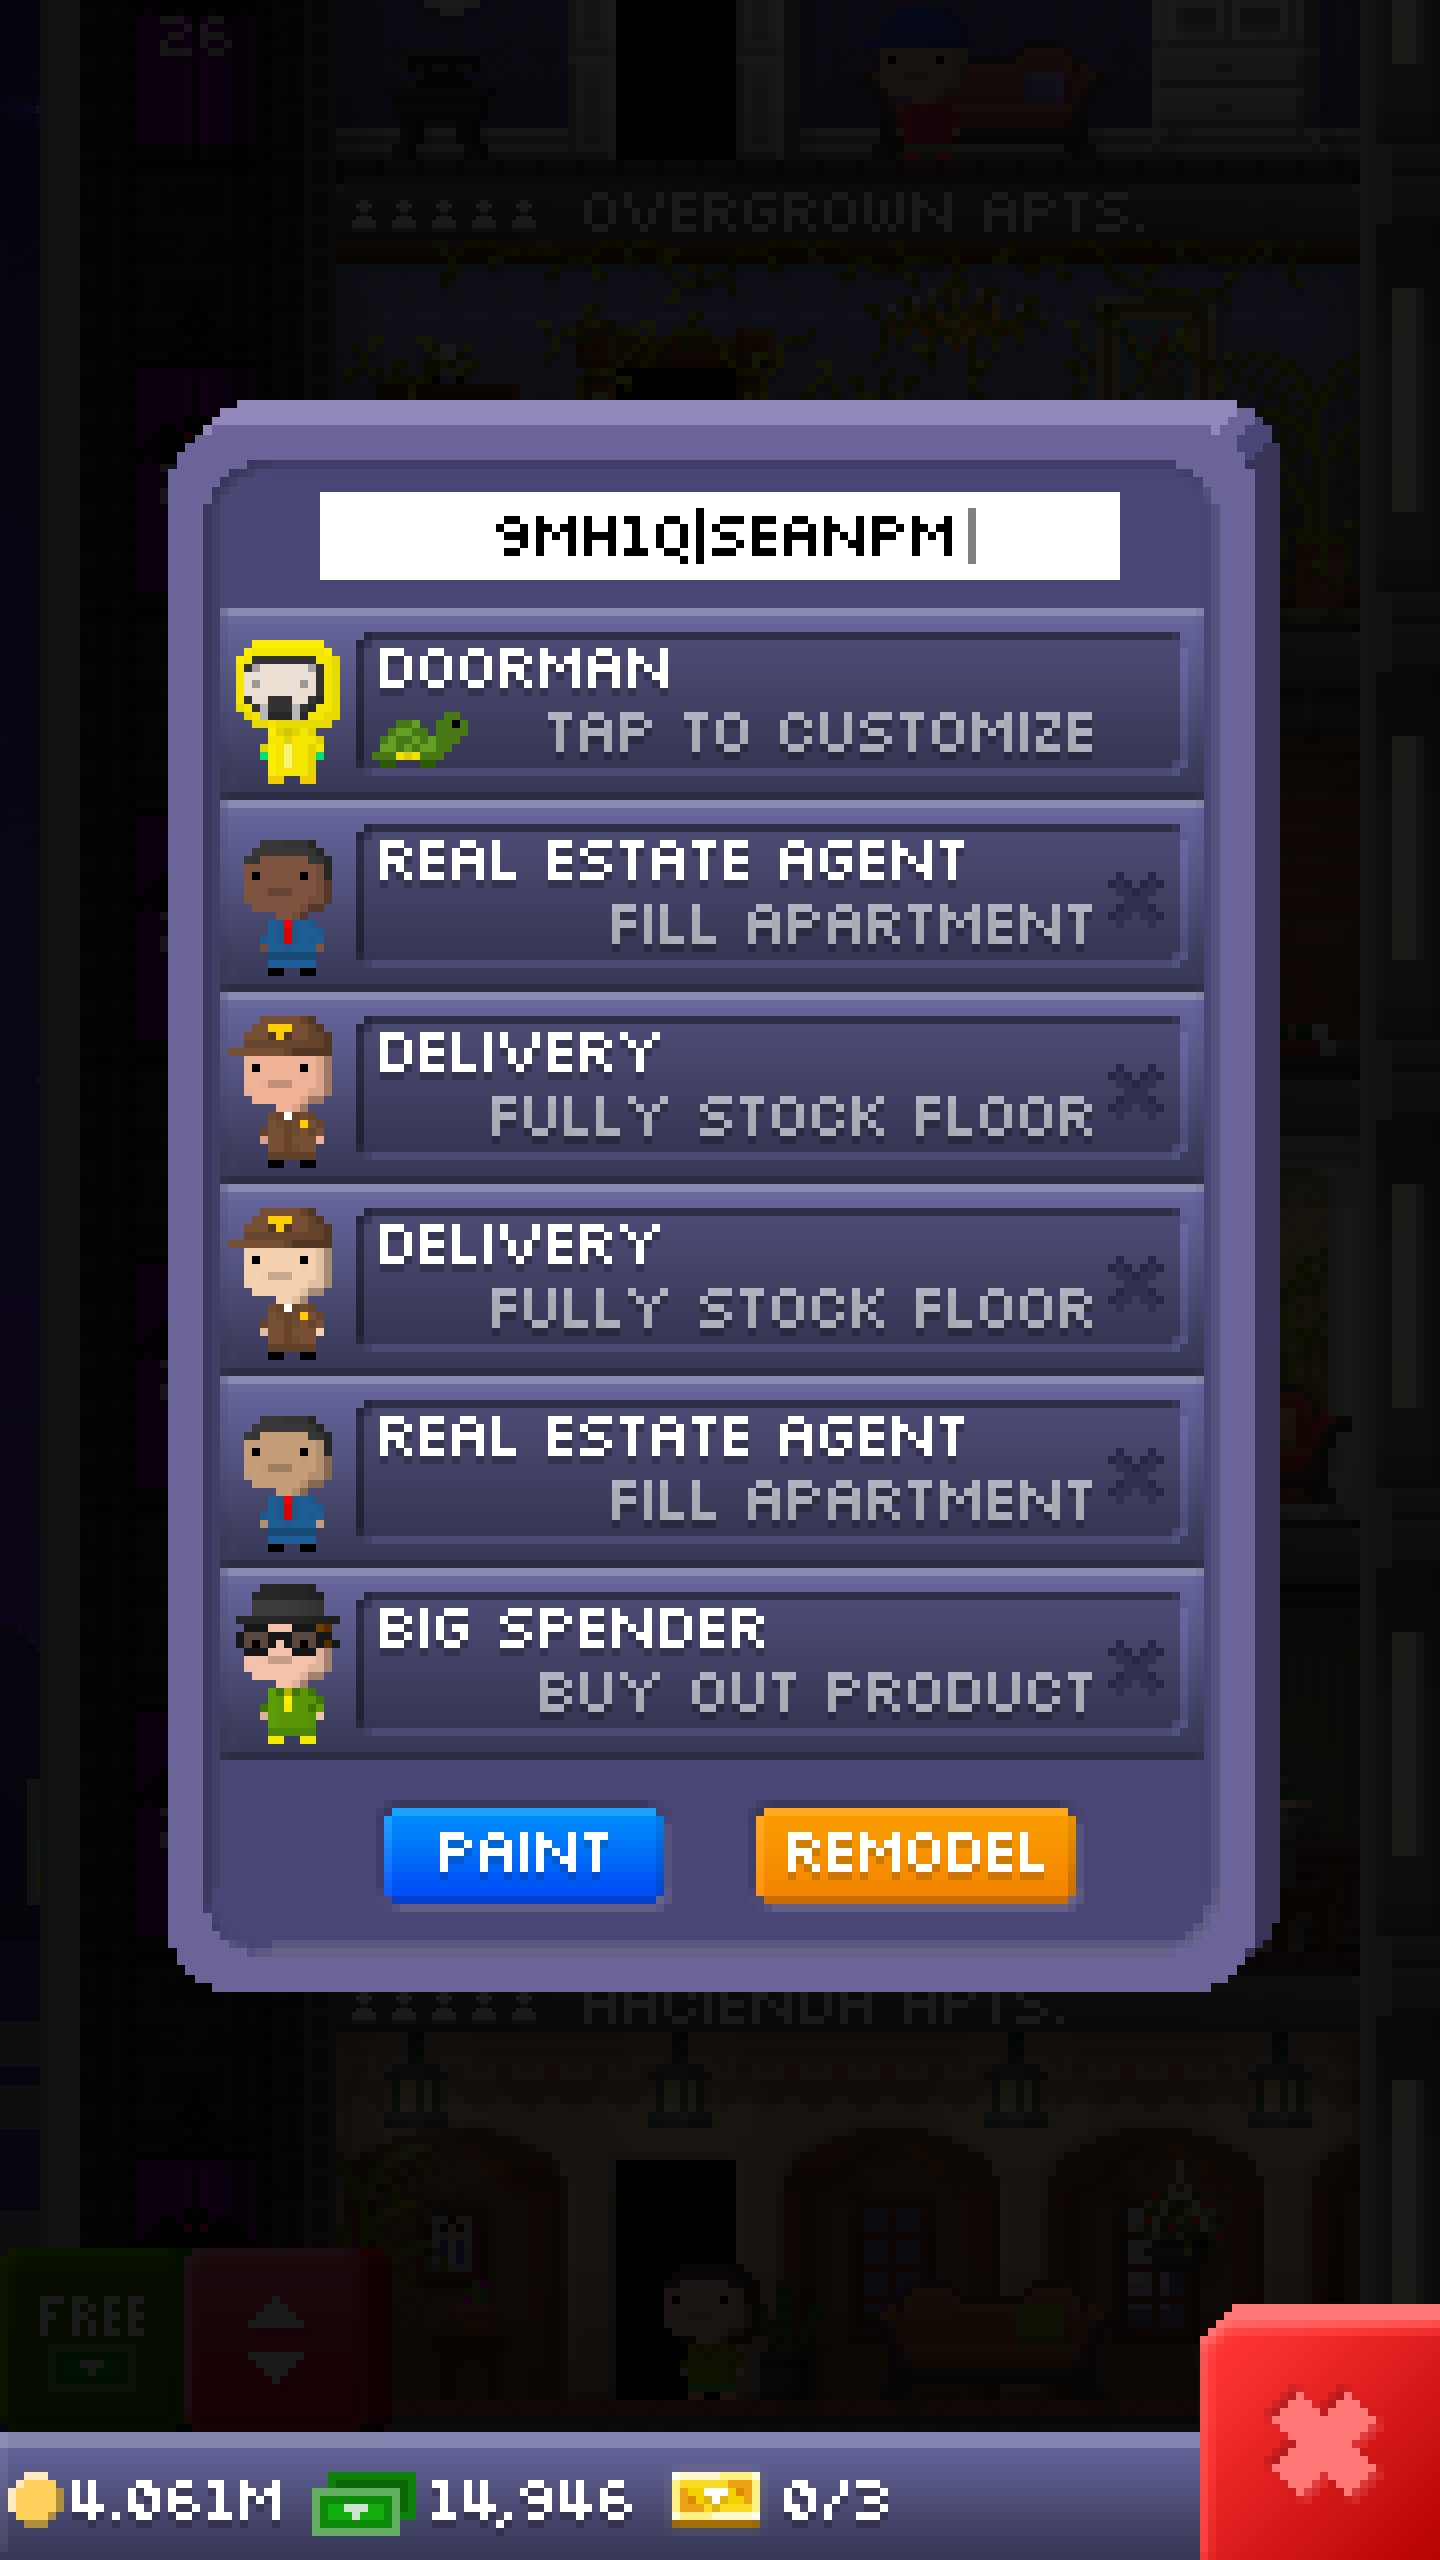 26
OVERGROWN APTS.
9MH1Q|SEANPM
DOORMAN
TAP TO CUSTOMIZE
REAL ESTATE AGENT
FILL APARTMENT
DELIVERY
FULLY STOCK FLOOR
DELIVERY
FULLY STOCK FLOOR
REAL ESTATE AGENT
FILL APARTMENT
BIG SPENDER
BUY OUT PRODUCT
PAINT
REMODEL
HACIENDA APTS.
FREE
4.061M 14,946 0/3